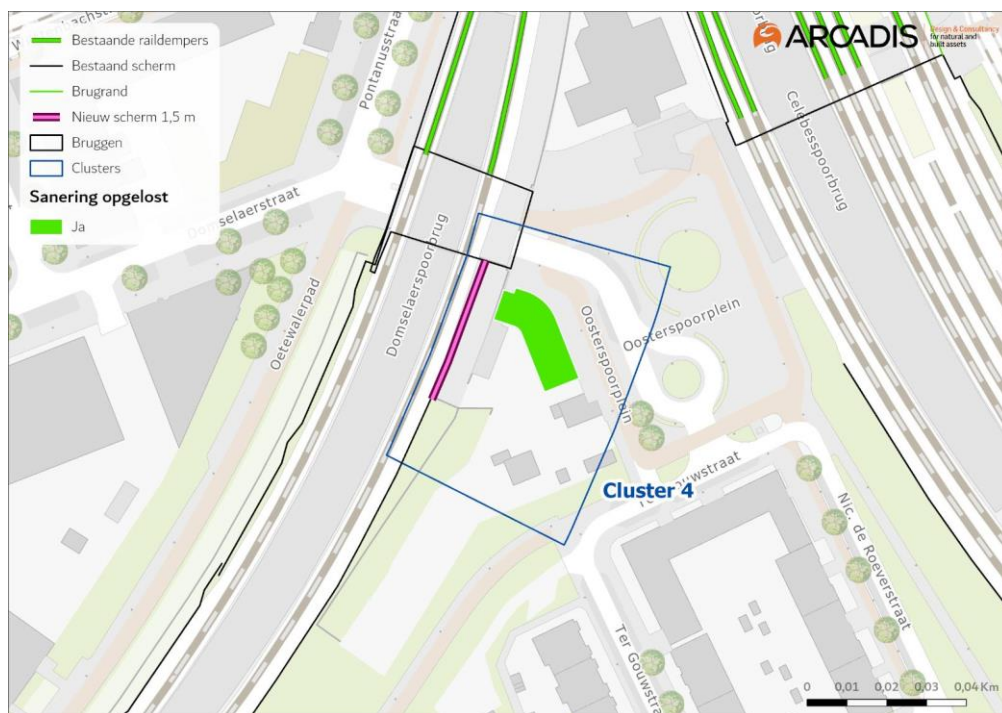 Bestaande raildempers
Bestaand scherm
Brugrand
Nieuw scherm 1,5 m
Bruggen
Clusters
Sanering opgelost
Ja
ARCADIS
Design & Consultancy
for natural and
built assets
Pontanusstraat
Domselaerstraat
Oetewalerpad
Domselaerspoorbrug
Celebesspoorbrug
Oosterspoorplein
Oosterspoorplein
Cluster 4
Nic. de Roeverstraat
Ter Gouwstraat
0 0,01 0,02 0,03 0,04 Km